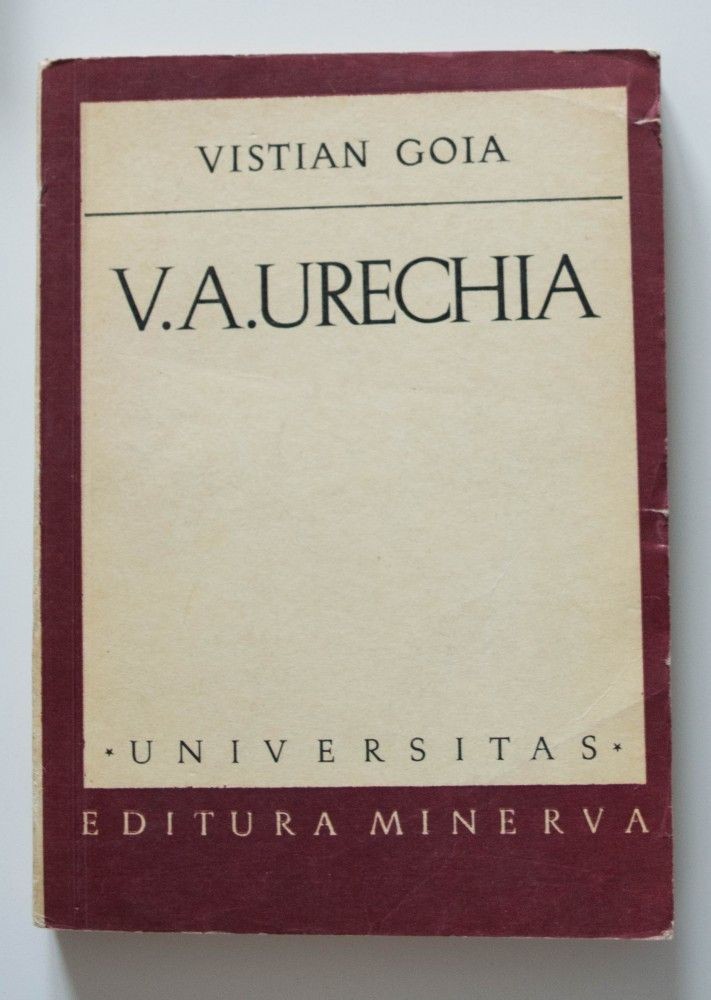 VISTIAN GOIA
V.A.URECHIA
* UNIVERSITAS *
EDITURA MINERVA